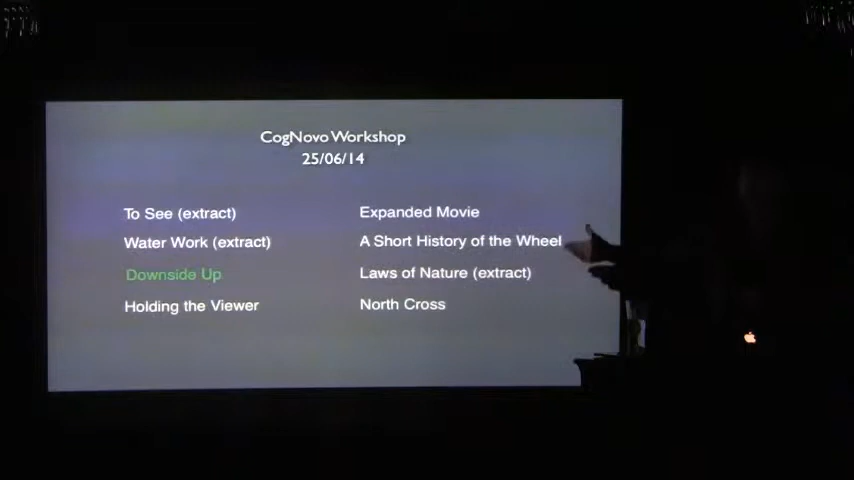 CogNovo Workshop
25/06/14
To See (extract)
Water Work (extract)
Downside Up
Holding the Viewer
Expanded Movie
A Short History of the Wheel
Laws of Nature (extract)
North Cross